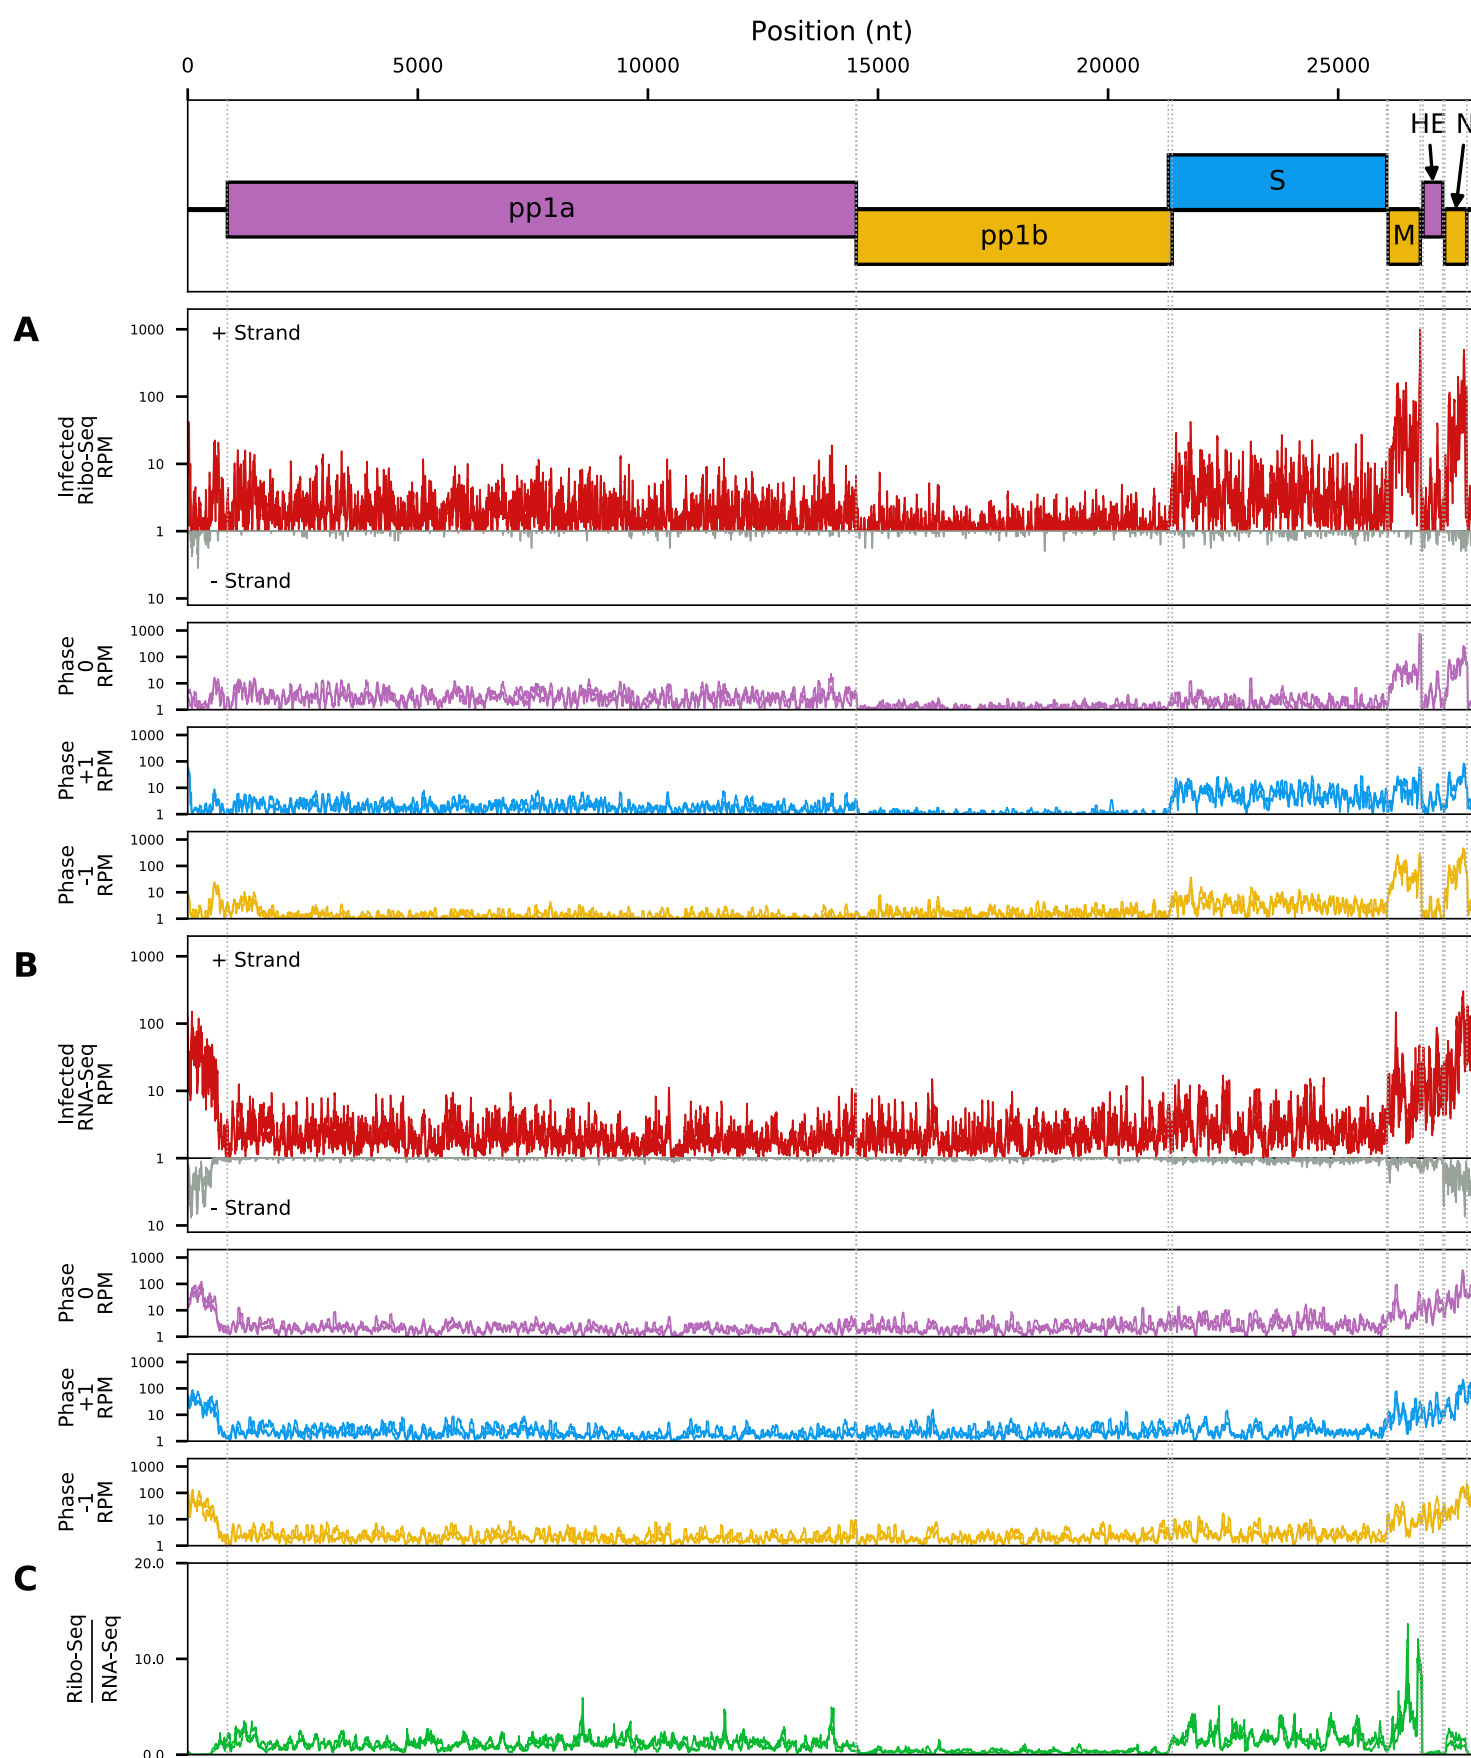 Position (nt)
0 5000 10000 15000 20000 25000
HE N
S
pp1a
pp1b M
A
Infected
Ribo-Seq
RPM
1000
100
10
1
10
+ Strand
- Strand
Phase
0
RPM
1000
100
10
1
Phase
+1
RPM
1000
100
10
1
Phase
-1
RPM
1000
100
10
1
B
Infected
RNA-Seq
RPM
1000
100
10
1
10
+ Strand
- Strand
Phase
0
RPM
1000
100
10
1
Phase
+1
RPM
1000
100
10
1
Phase
-1
RPM
1000
100
10
1
C
Ribo-Seq
RNA-Seq
20.0
10.0
0.0